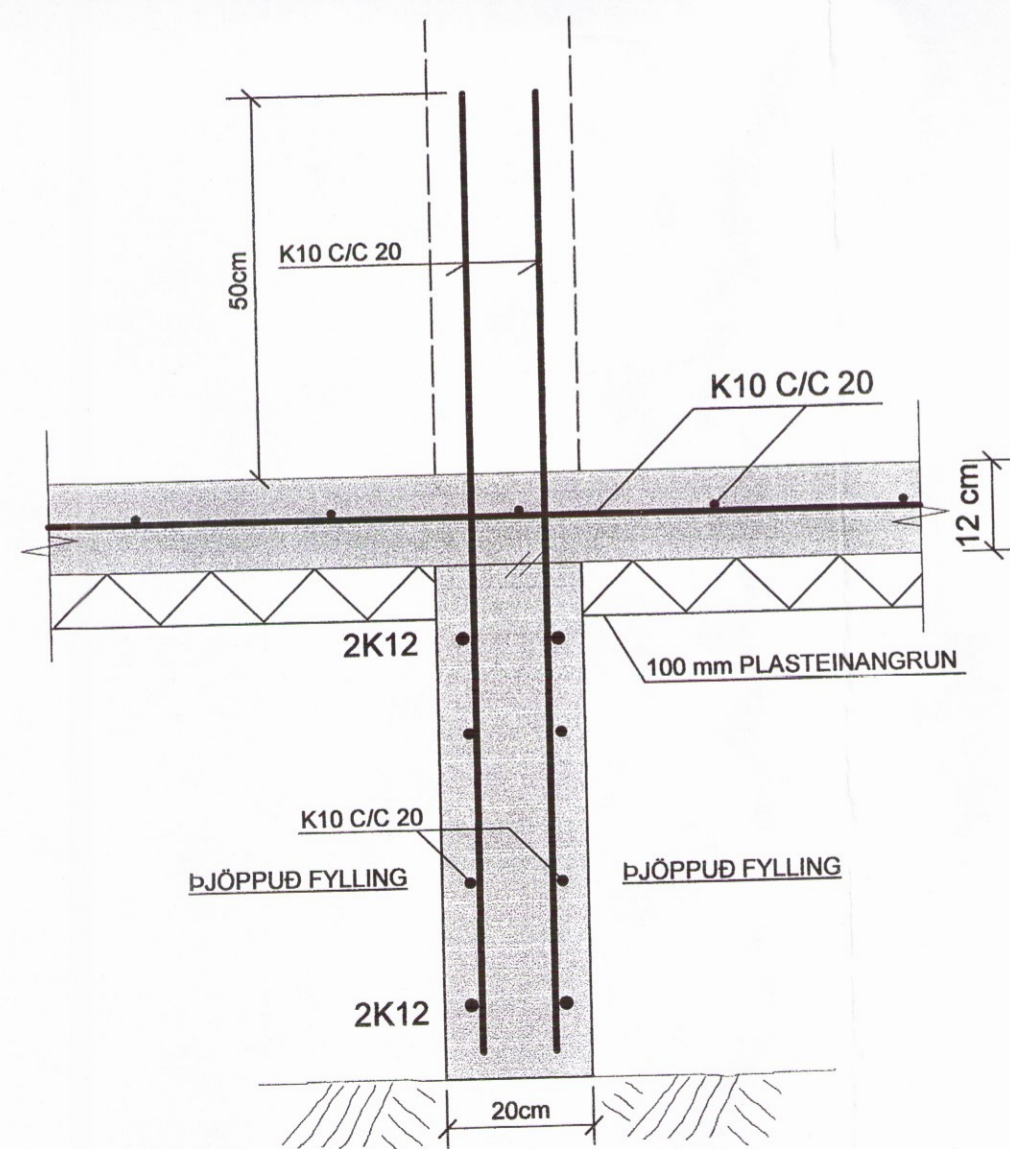 50cm
K10 C/C 20
K10 C/C 20
12 cm
2K12
100 mm PLASTEINANGRUN
K10 C/C 20
ÞJÖPPUÐ FYLLING
ÞJÖPPUÐ FYLLING
2K12
20cm